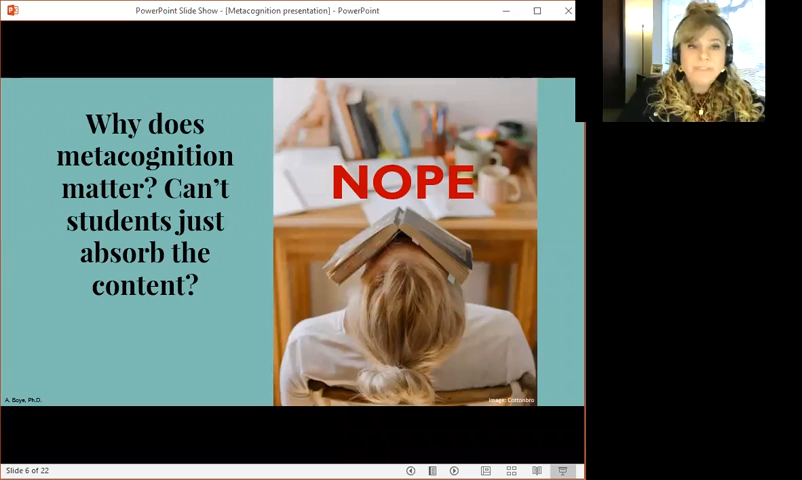 PowerPoint Slide Show - [Metacognition presentation] - PowerPoint
Why does
metacognition
matter? Can’t
students just
absorb the
content?
NOPE
A. Boye, Ph.D.
Image: Cottonbro
Slide 6 of 22